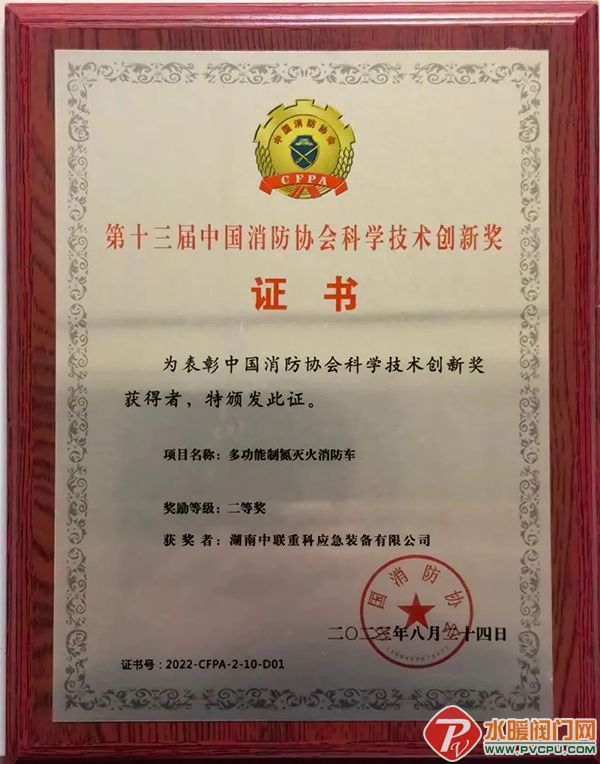 中国消防协会
CFPA
第十三届中国消防协会科学技术创新奖
证书
为表彰中国消防协会科学技术创新奖
获得者，特颁发此证。
项目名称：多功能制氮灭火消防车
奖励等级：二等奖
获奖者：湖南中联重科应急装备有限公司
中国消防协会
二〇二三年八月二十四日
证书号：2022-CFPA-2-10-D01
PV
水暖阀门网
www.PVCPU.com